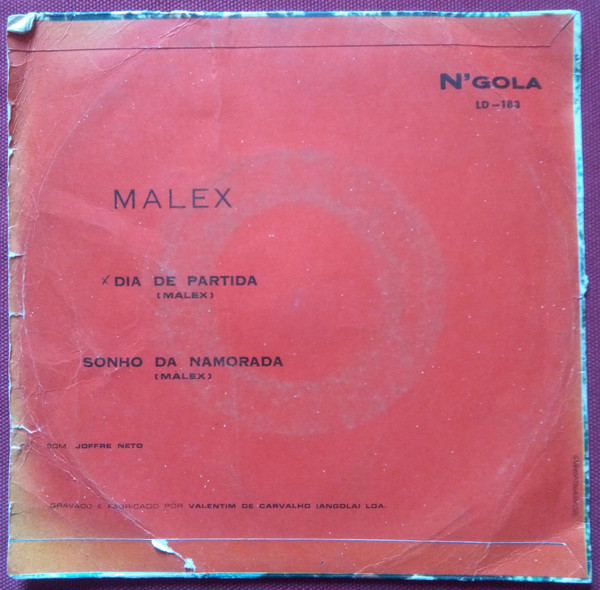 N'GOLA
LD-183
MALEX
DIA DE PARTIDA
(MALEX)
SONHO DA NAMORADA
(MALEX)
SOM: JOFFRE NETO
GRAVADO E FABRICADO POR VALENTIM DE CARVALHO (ANGOLA) LDA.